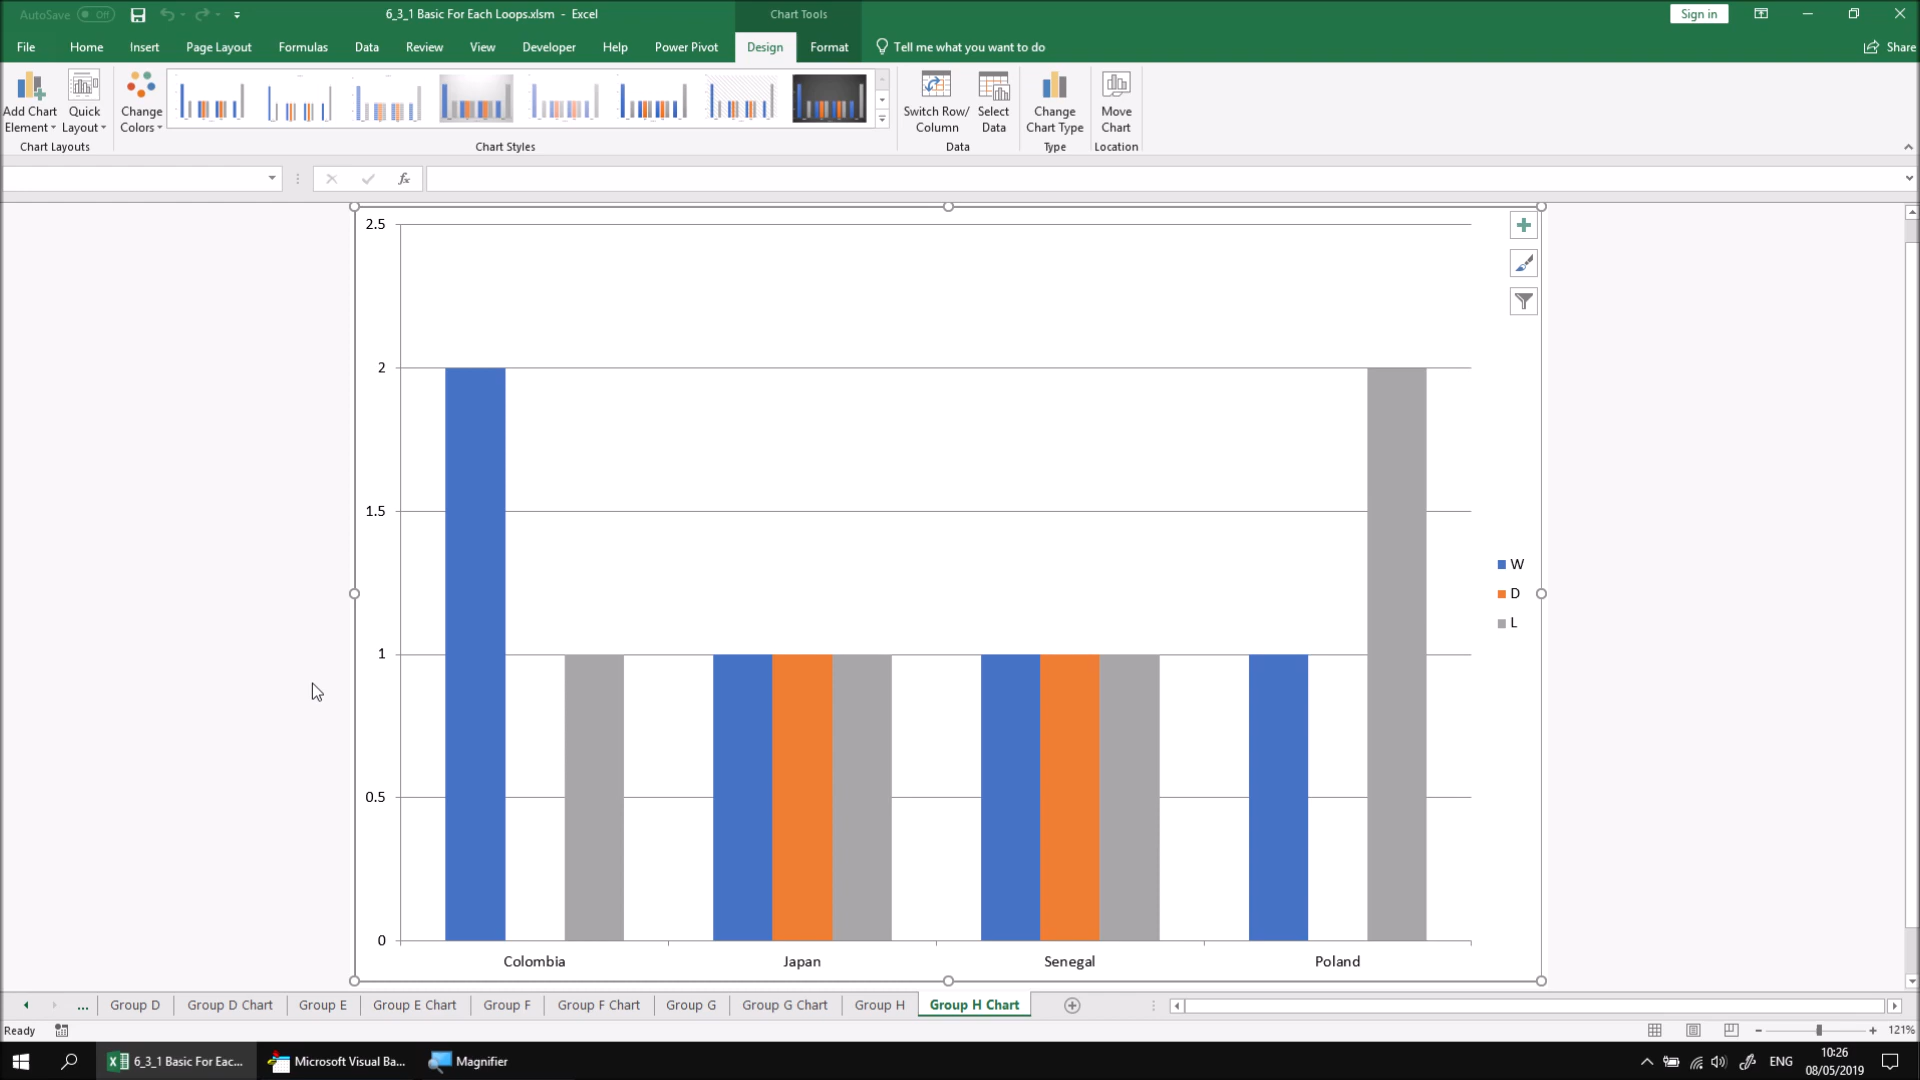 AutoSave Off 6_3_1 Basic For Each Loops.xlsm - Excel Chart Tools Sign in
File Home Insert Page Layout Formulas Data Review View Developer Help Power Pivot Design Format Tell me what you want to do Share
Add Chart Element Quick Layout Change Colors Switch Row/ Column Select Data Change Chart Type Move Chart
Chart Layouts Chart Styles Data Type Location
fx
2.5
2
1.5
W
D
L
1
0.5
0
Colombia Japan Senegal Poland
... Group D Group D Chart Group E Group E Chart Group F Group F Chart Group G Group G Chart Group H Group H Chart
Ready 121%
6_3_1 Basic For Eac... Microsoft Visual Ba... Magnifier ENG 10:26
08/05/2019